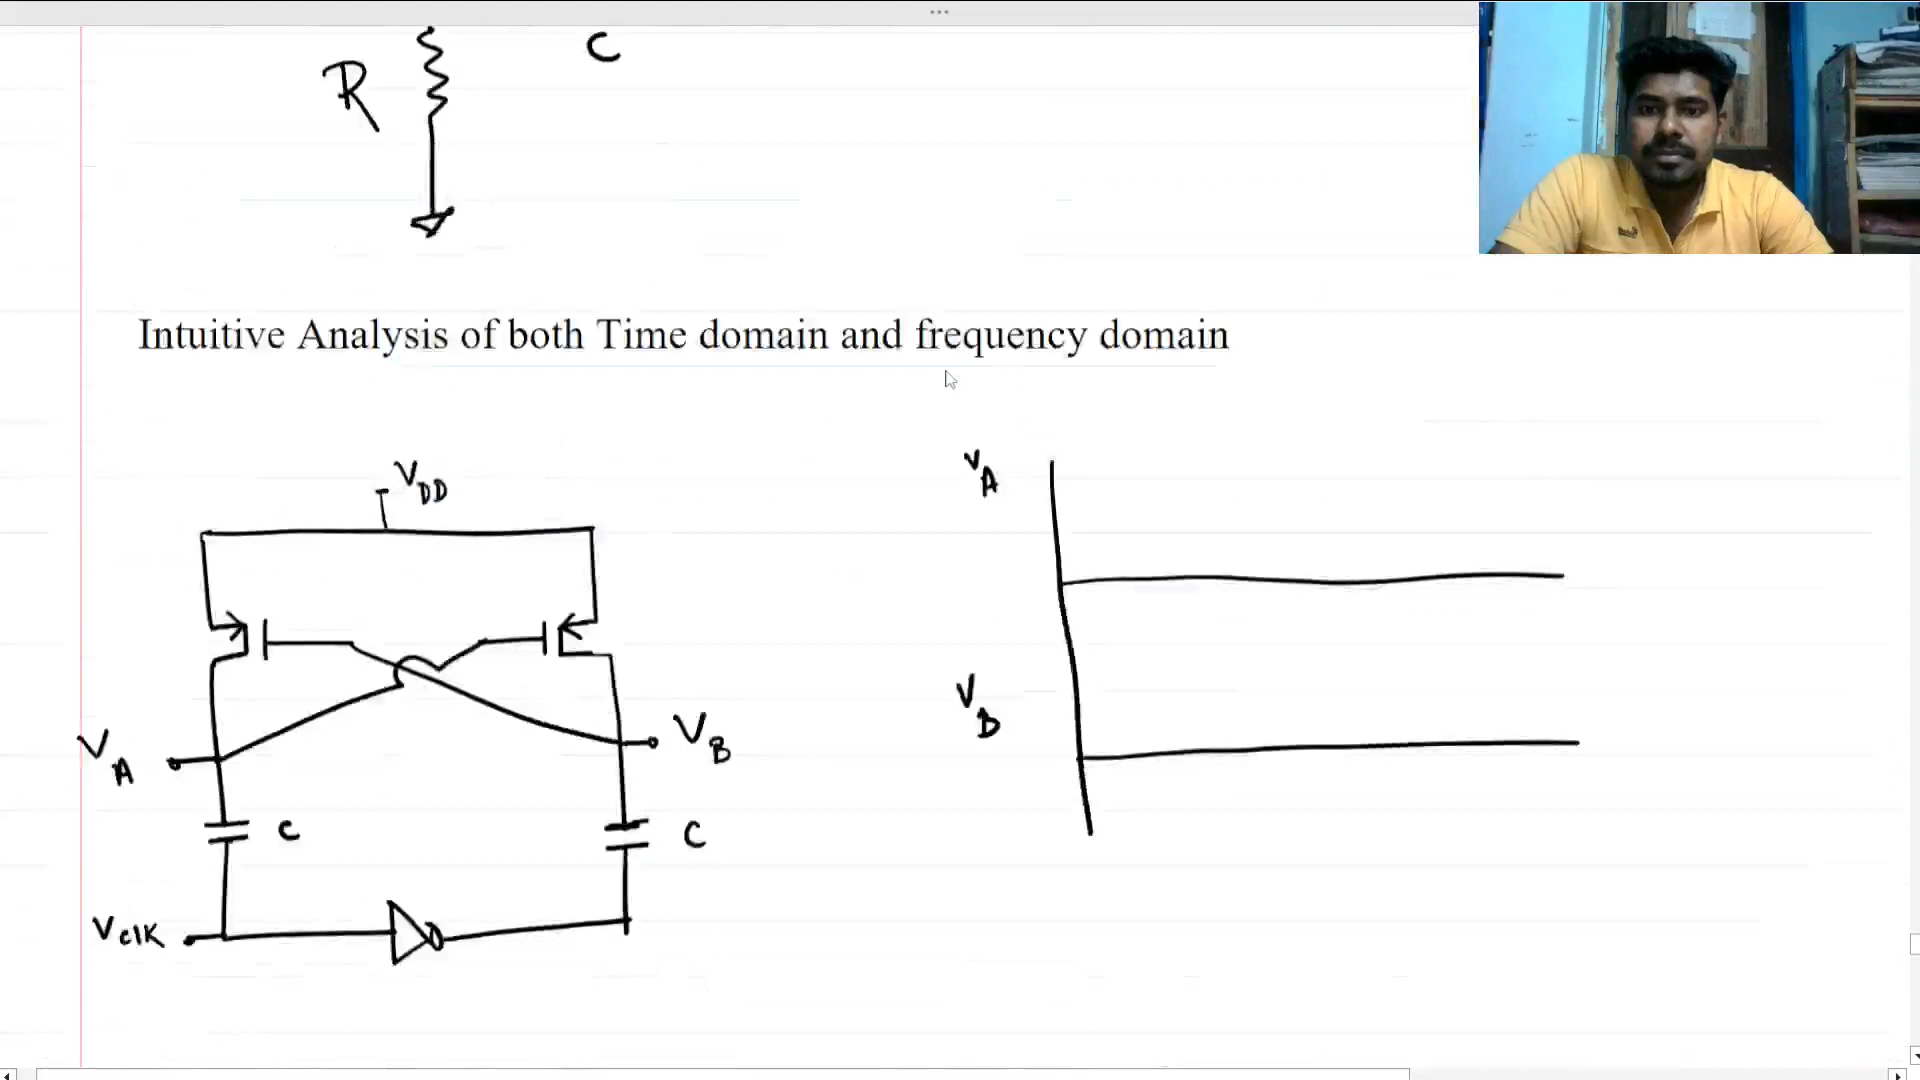 R
C
Intuitive Analysis of both Time domain and frequency domain
VDD
VA
VB
C
C
VclK
VA
VB